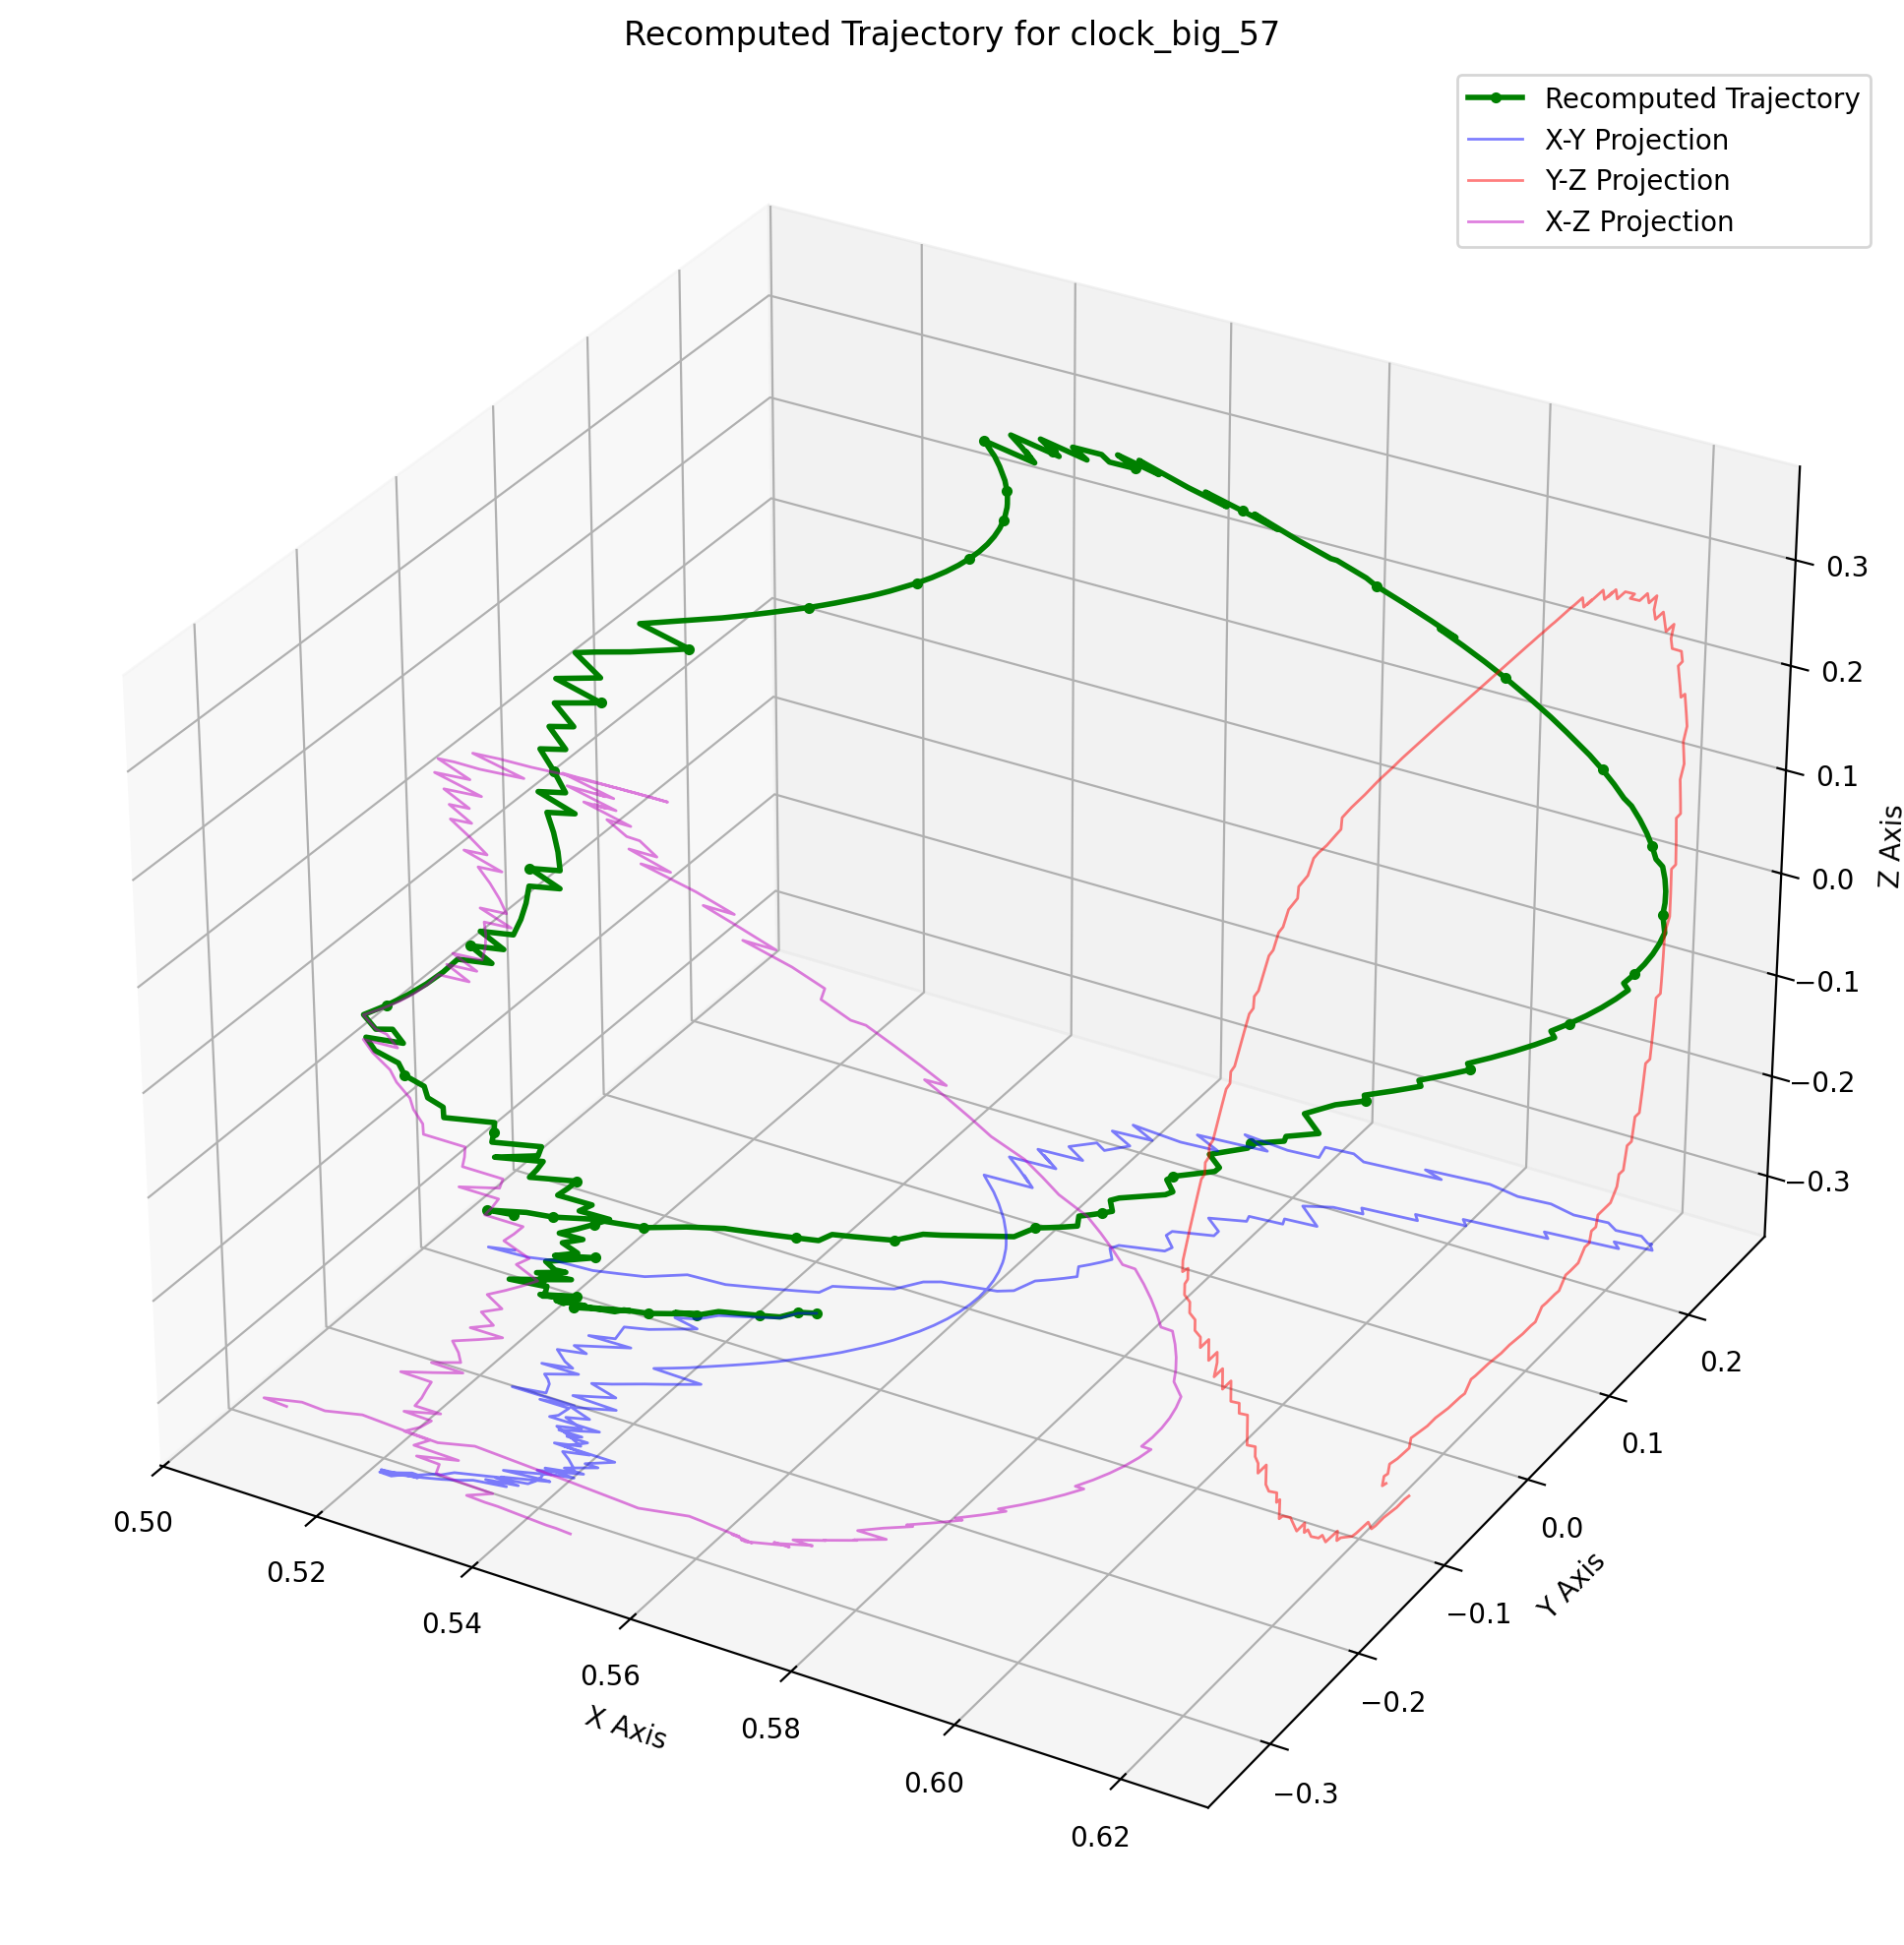 Recomputed Trajectory for clock_big_57
Recomputed Trajectory
X-Y Projection
Y-Z Projection
X-Z Projection
0.3
0.2
0.1
0.0
−0.1
−0.2
−0.3
Z Axis
0.2
0.1
0.0
−0.1
−0.2
−0.3
Y Axis
0.50
0.52
0.54
0.56
0.58
0.60
0.62
X Axis